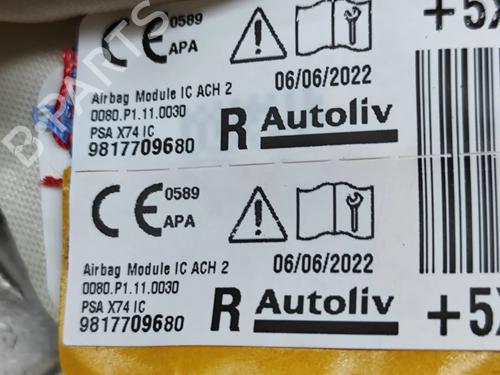 CE 0589 APA
+5X
06/06/2022
Airbag Module IC ACH 2
0080.P1.11.0030
PSA X74 IC
9817709680
R Autoliv
CE 0589 APA
06/06/2022
Airbag Module IC ACH 2
0080.P1.11.0030
PSA X74 IC
9817709680
R Autoliv
+5X
B-PARTS